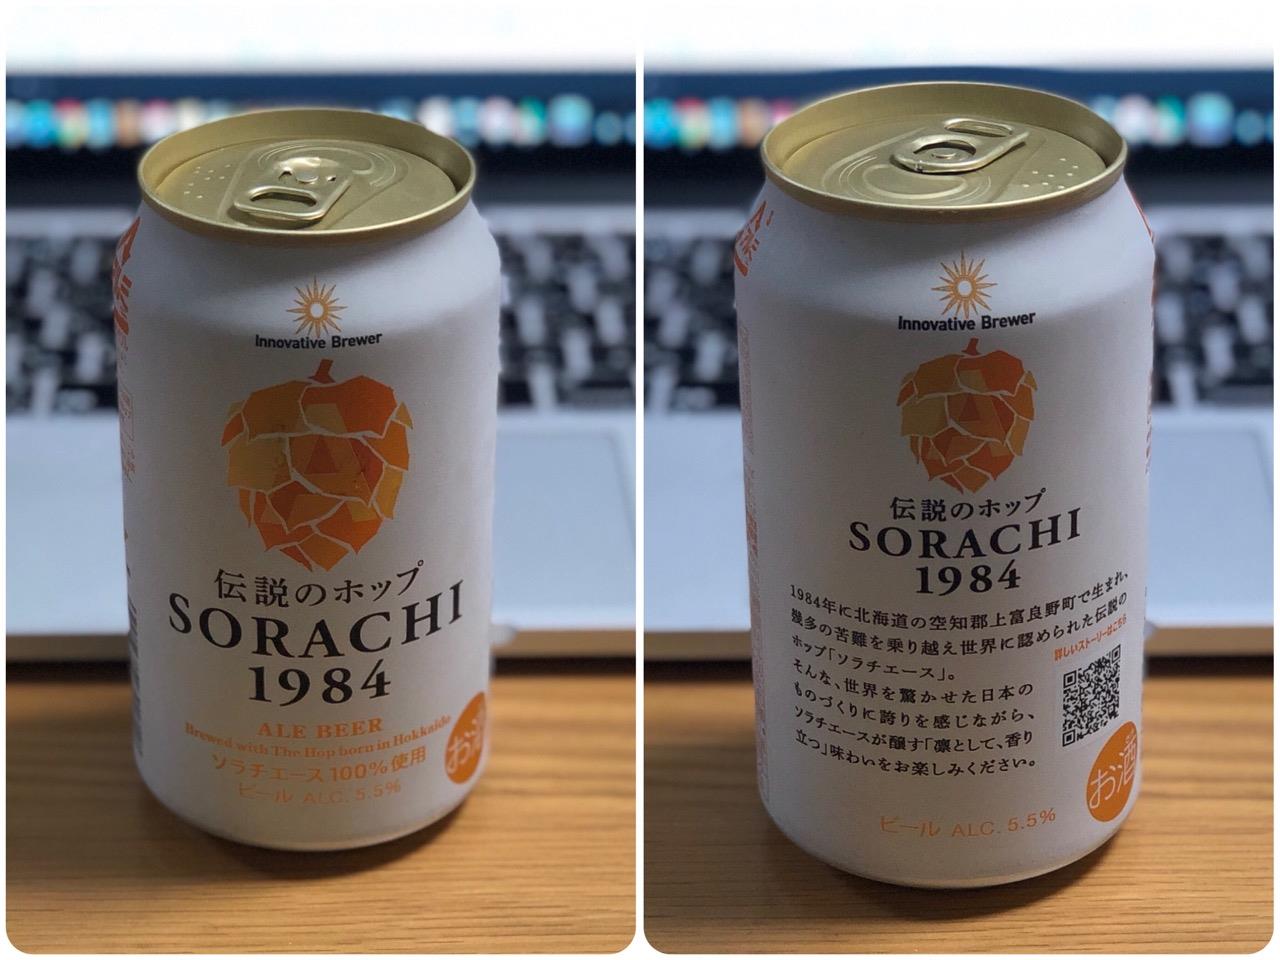 Innovative Brewer
伝説のホップ
SORACHI
1984
ALE BEER
Brewed with The Hop born in Hokkaido
ソラチエース100%使用
ビール ALC. 5.5%
お酒
Innovative Brewer
伝説のホップ
SORACHI
1984
1984年に北海道の空知郡上富良野町で生まれ、
幾多の苦難を乗り越え世界に認められた伝説の
ホップ「ソラチエース」。
詳しいストーリーはこちら
そんな、世界を驚かせた日本の
ものづくりに誇りを感じながら、
ソラチエースが醸す「凛として、香り
立つ」味わいをお楽しみください。
お酒
ビール ALC. 5.5%